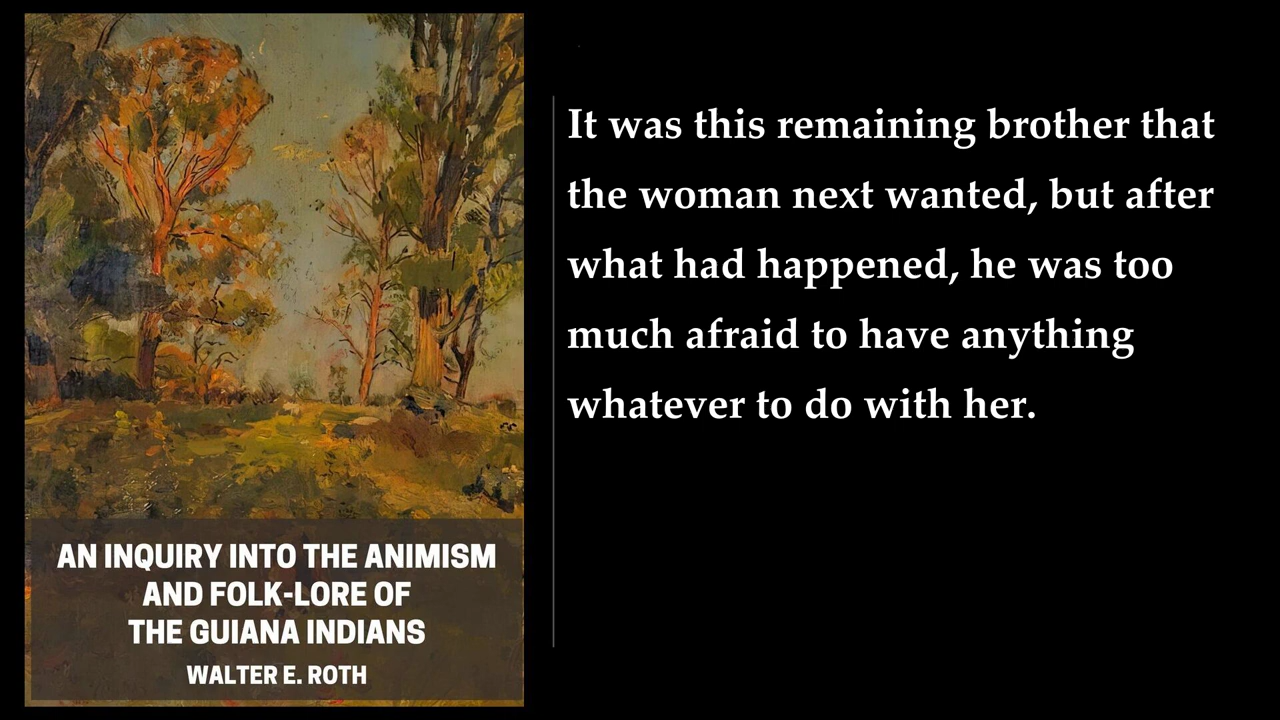 It was this remaining brother that
the woman next wanted, but after
what had happened, he was too
much afraid to have anything
whatever to do with her.
AN INQUIRY INTO THE ANIMISM
AND FOLK-LORE OF
THE GUIANA INDIANS
WALTER E. ROTH